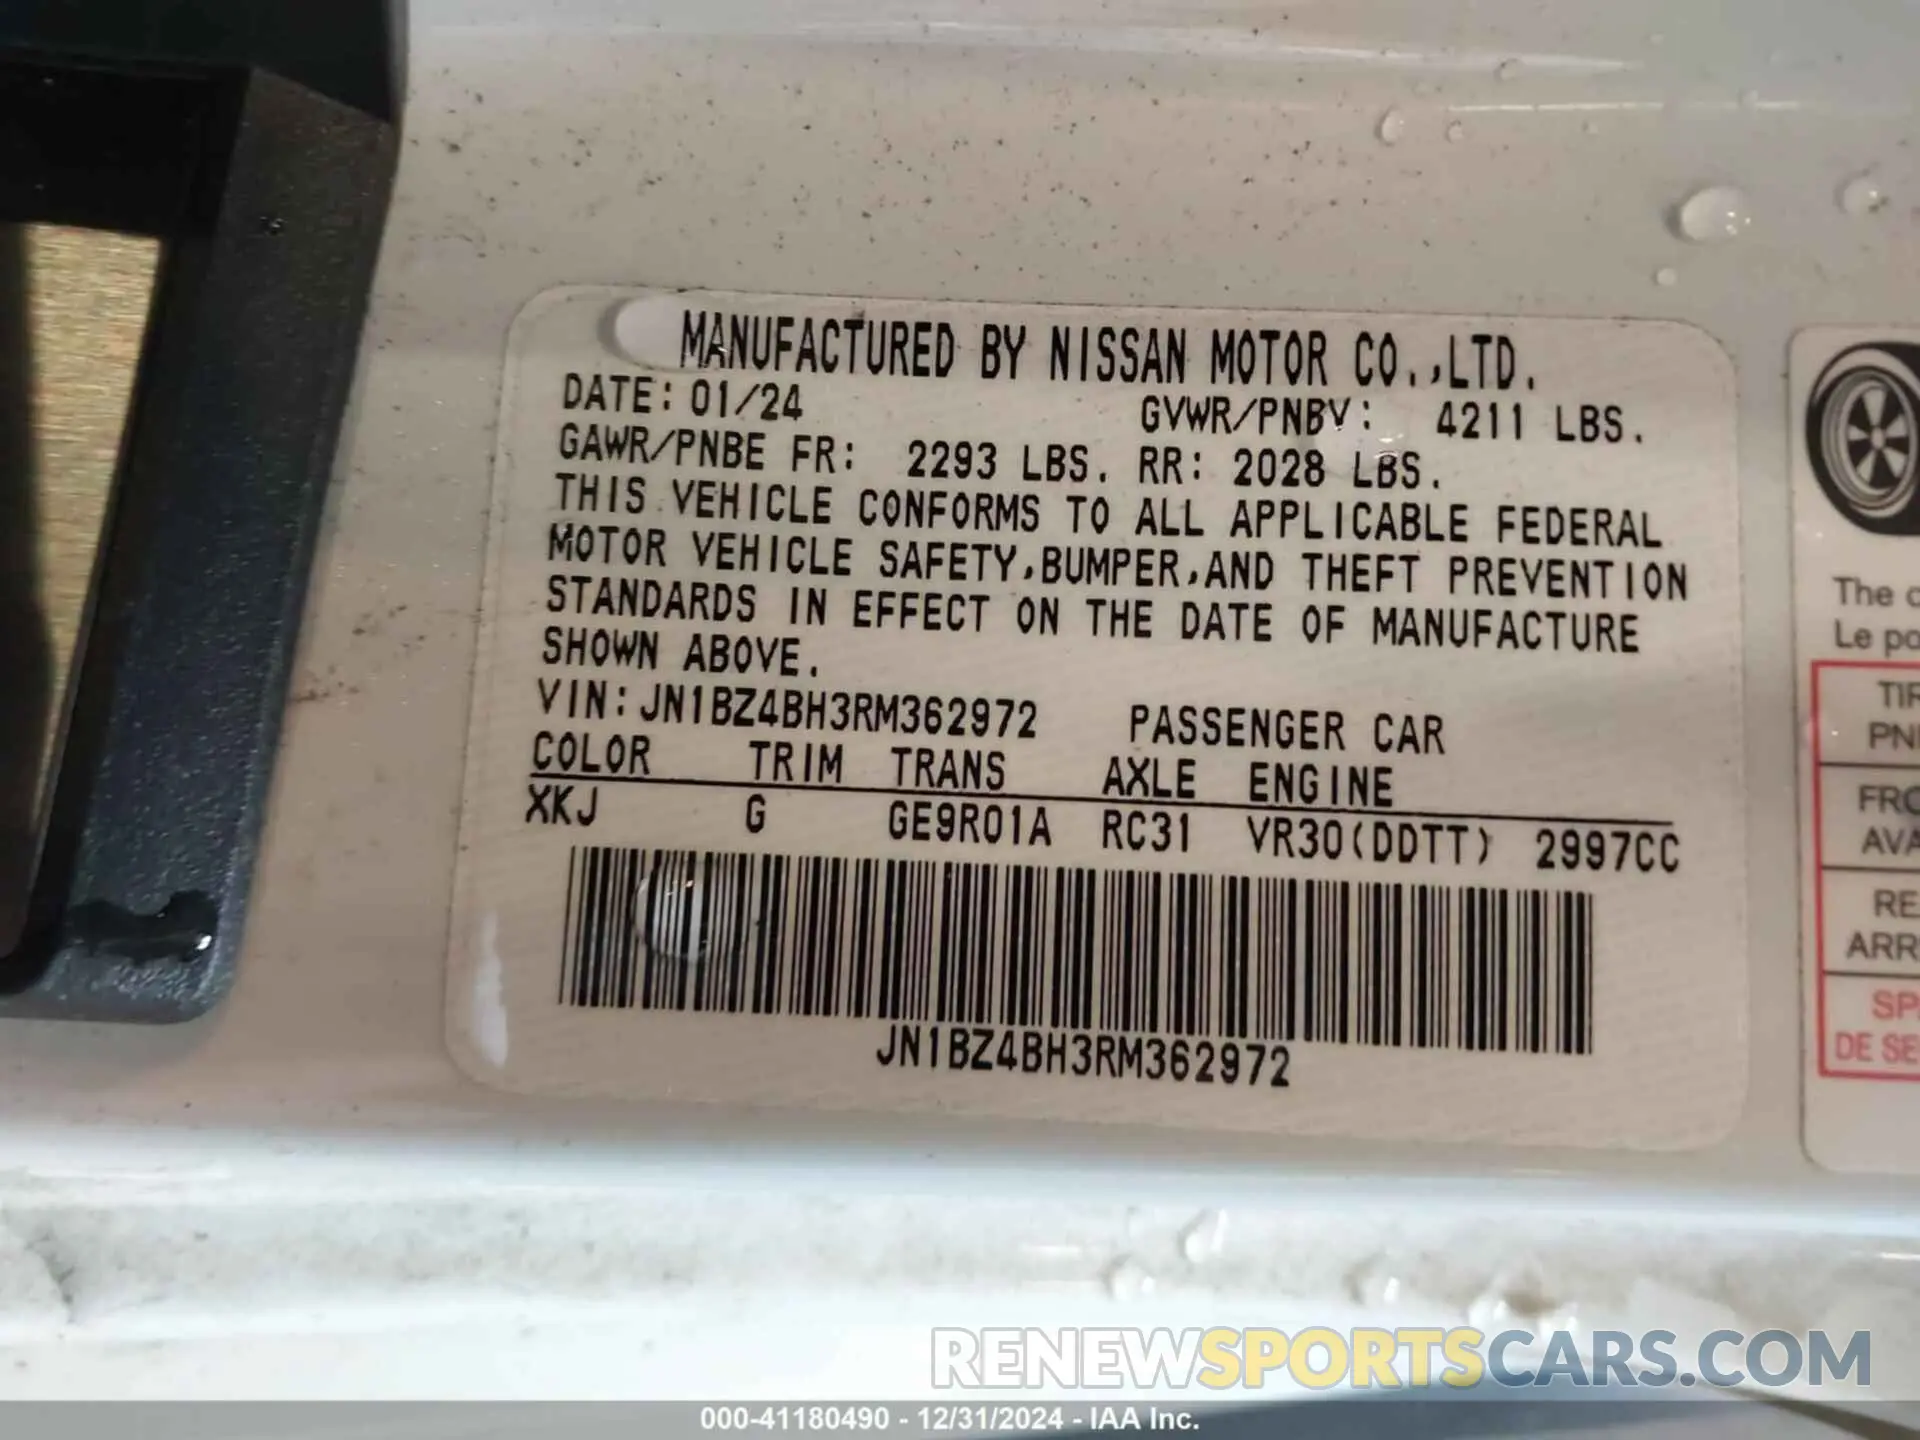 MANUFACTURED BY NISSAN MOTOR CO.,LTD.
DATE: 01/24 GVWR/PNBV: 4211 LBS.
GAWR/PNBE FR: 2293 LBS. RR: 2028 LBS.
THIS VEHICLE CONFORMS TO ALL APPLICABLE FEDERAL
MOTOR VEHICLE SAFETY,BUMPER,AND THEFT PREVENTION
STANDARDS IN EFFECT ON THE DATE OF MANUFACTURE
SHOWN ABOVE.
VIN: JN1BZ4BH3RM362972 PASSENGER CAR
COLOR TRIM TRANS AXLE ENGINE
XKJ G GE9R01A RC31 VR30(DDTT) 2997CC
JN1BZ4BH3RM362972
The
Le
DE
RENEWSPORTSCARS.COM
000-41180490 - 12/31/2024 - IAA Inc.